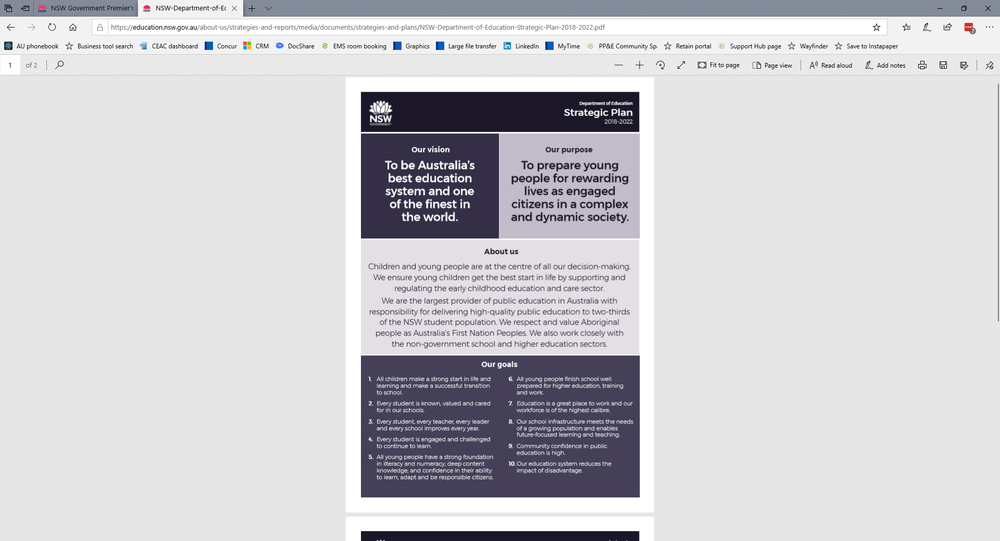 NSW Government Premier's
NSW-Department-of-Ec
https://education.nsw.gov.au/about-us/strategies-and-reports/media/documents/strategies-and-plans/NSW-Department-of-Education-Strategic-Plan-2018-2022.pdf
7
AU phonebook Business tool search CEAC dashboard Concur CRM DocShare EMS room booking Graphics Large file transfer LinkedIn MyTime PP&E Community Sp Retain portal Support Hub page Wayfinder Save to Instapaper
1 of 2 Fit to page Page view Read aloud Add notes
NSW
GOVERNMENT
Department of Education
Strategic Plan
2018-2022
Our vision
To be Australia's
best education
system and one
of the finest in
the world.
Our purpose
To prepare young
people for rewarding
lives as engaged
citizens in a complex
and dynamic society.
About us
Children and young people are at the centre of all our decision-making.
We ensure young children get the best start in life by supporting and
regulating the early childhood education and care sector.
We are the largest provider of public education in Australia with
responsibility for delivering high-quality public education to two-thirds
of the NSW student population. We respect and value Aboriginal
people as Australia's First Nation Peoples. We also work closely with
the non-government school and higher education sectors.
Our goals
1. All children make a strong start in life and
learning and make a successful transition
to school.
2. Every student is known, valued and cared
for in our schools.
3. Every student, every teacher, every leader
and every school improves every year.
4. Every student is engaged and challenged
to continue to learn.
5. All young people have a strong foundation
in literacy and numeracy; deep content
knowledge; and confidence in their ability
to learn, adapt and be responsible citizens.
6. All young people finish school well
prepared for higher education, training
and work.
7. Education is a great place to work and our
workforce is of the highest calibre.
8. Our school infrastructure meets the needs
of a growing population and enables
future-focused learning and teaching.
9. Community confidence in public
education is high.
10. Our education system reduces the
impact of disadvantage.